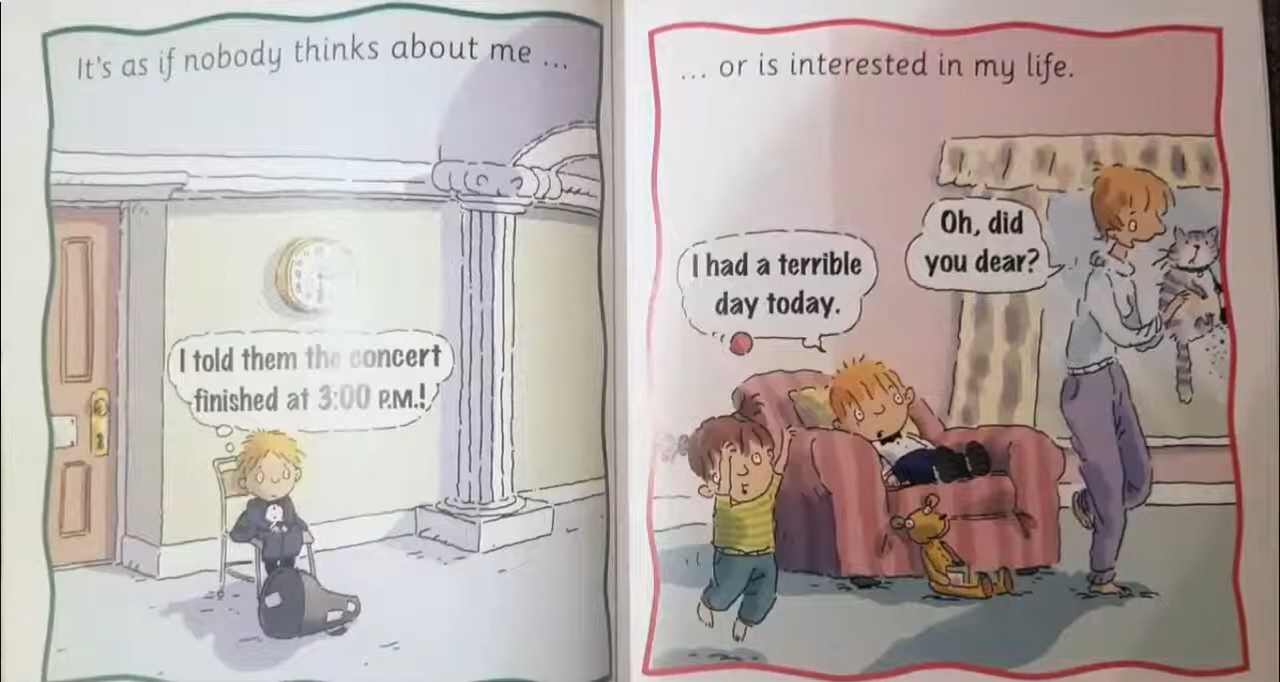 It's as if nobody thinks about me ...
I told them the concert
finished at 3:00 P.M.!
... or is interested in my life.
I had a terrible
day today.
Oh, did
you dear?